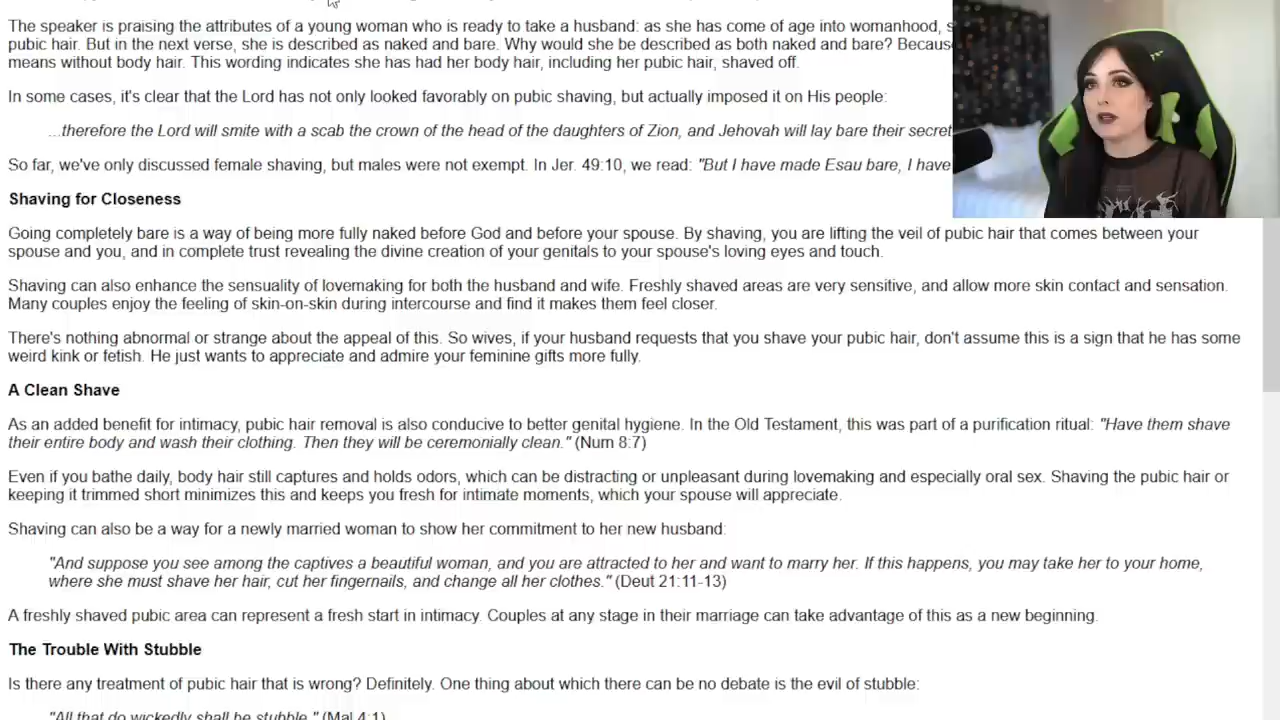 The speaker is praising the attributes of a young woman who is ready to take a husband: as she has come of age into womanhood, s
pubic hair. But in the next verse, she is described as naked and bare. Why would she be described as both naked and bare? Becaus
means without body hair. This wording indicates she has had her body hair, including her pubic hair, shaved off.
In some cases, it's clear that the Lord has not only looked favorably on pubic shaving, but actually imposed it on His people:
...therefore the Lord will smite with a scab the crown of the head of the daughters of Zion, and Jehovah will lay bare their secret
So far, we've only discussed female shaving, but males were not exempt. In Jer. 49:10, we read: "But I have made Esau bare, I have
Shaving for Closeness
Going completely bare is a way of being more fully naked before God and before your spouse. By shaving, you are lifting the veil of pubic hair that comes between your
spouse and you, and in complete trust revealing the divine creation of your genitals to your spouse's loving eyes and touch.
Shaving can also enhance the sensuality of lovemaking for both the husband and wife. Freshly shaved areas are very sensitive, and allow more skin contact and sensation.
Many couples enjoy the feeling of skin-on-skin during intercourse and find it makes them feel closer.
There's nothing abnormal or strange about the appeal of this. So wives, if your husband requests that you shave your pubic hair, don't assume this is a sign that he has some
weird kink or fetish. He just wants to appreciate and admire your feminine gifts more fully.
A Clean Shave
As an added benefit for intimacy, pubic hair removal is also conducive to better genital hygiene. In the Old Testament, this was part of a purification ritual: "Have them shave
their entire body and wash their clothing. Then they will be ceremonially clean." (Num 8:7)
Even if you bathe daily, body hair still captures and holds odors, which can be distracting or unpleasant during lovemaking and especially oral sex. Shaving the pubic hair or
keeping it trimmed short minimizes this and keeps you fresh for intimate moments, which your spouse will appreciate.
Shaving can also be a way for a newly married woman to show her commitment to her new husband:
"And suppose you see among the captives a beautiful woman, and you are attracted to her and want to marry her. If this happens, you may take her to your home,
where she must shave her hair, cut her fingernails, and change all her clothes." (Deut 21:11-13)
A freshly shaved pubic area can represent a fresh start in intimacy. Couples at any stage in their marriage can take advantage of this as a new beginning.
The Trouble With Stubble
Is there any treatment of pubic hair that is wrong? Definitely. One thing about which there can be no debate is the evil of stubble:
"All that do wickedly shall be stubble." (Mal 4:1)